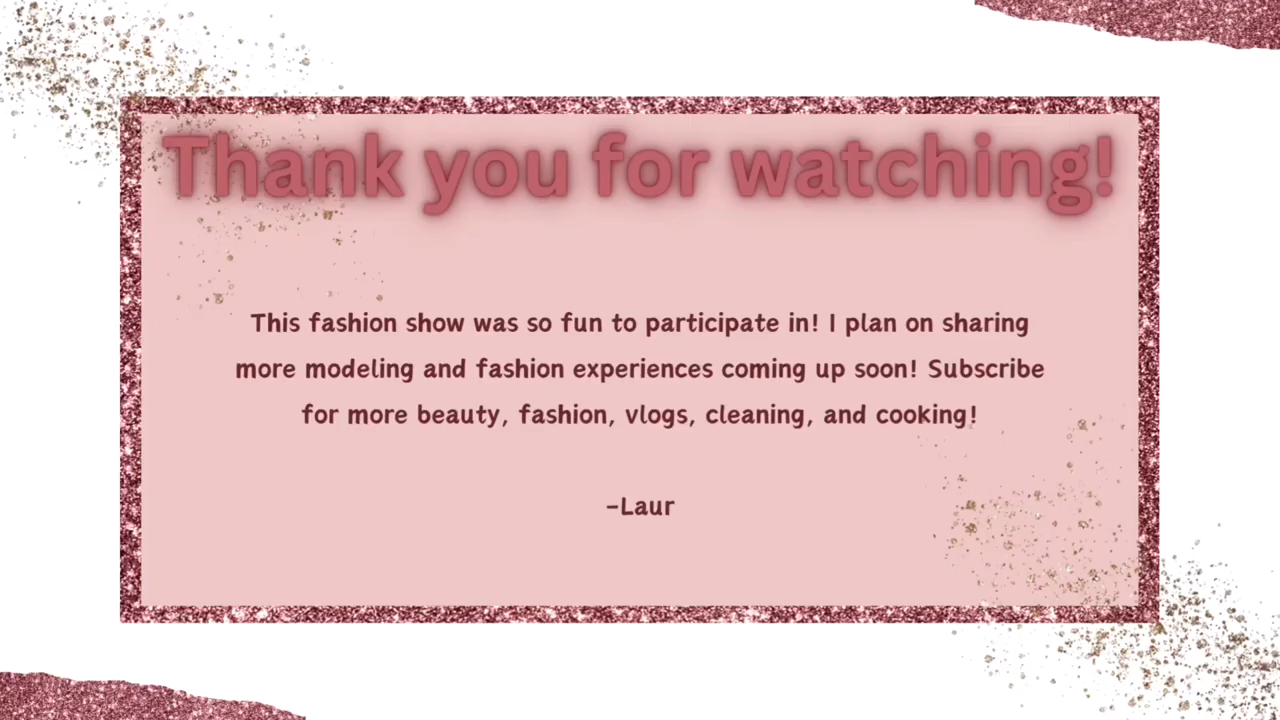 Thank you for watching!
This fashion show was so fun to participate in! I plan on sharing
more modeling and fashion experiences coming up soon! Subscribe
for more beauty, fashion, vlogs, cleaning, and cooking!
-Laur